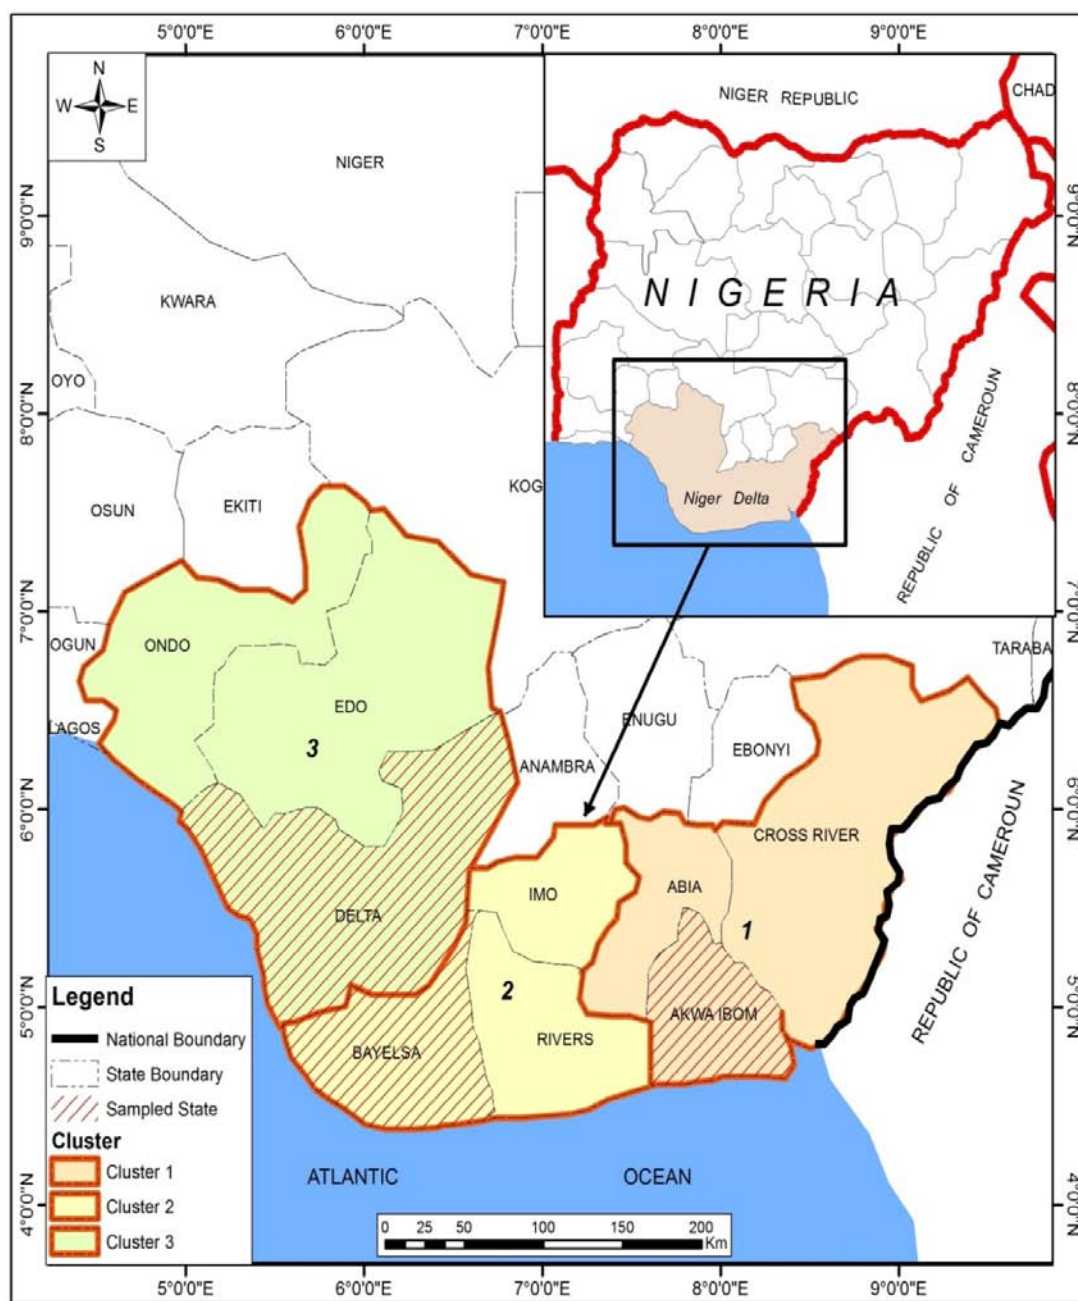 5°0'0"E 6°0'0"E 7°0'0"E 8°0'0"E 9°0'0"E
N
W E
S
NIGER REPUBLIC
CHAD
NIGER
9°0'0"N
9°0'0"N
KWARA
NIGERIA
OYO
8°0'0"N
8°0'0"N
REPUBLIC OF CAMEROUN
OSUN
EKITI
KOG
Niger Delta
7°0'0"N
7°0'0"N
OGUN
ONDO
TARABA
EDO
LAGOS
3
ENUGU
ANAMBRA
EBONYI
6°0'0"N
6°0'0"N
CROSS RIVER
REPUBLIC OF CAMEROUN
IMO
ABIA
DELTA
1
2
5°0'0"N
5°0'0"N
AKWA IBOM
RIVERS
BAYELSA
Legend
National Boundary
State Boundary
Sampled State
Cluster
Cluster 1
Cluster 2
Cluster 3
ATLANTIC OCEAN
4°0'0"N
4°0'0"N
0 25 50 100 150 200
Km
5°0'0"E 6°0'0"E 7°0'0"E 8°0'0"E 9°0'0"E